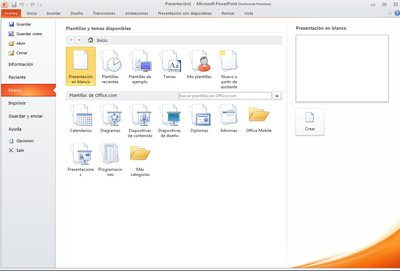 Presentación1 - Microsoft PowerPoint (Technical Preview)
Archivo Inicio Insertar Diseño Transiciones Animaciones Presentación con diapositivas Revisar Vista
Guardar
Guardar como
Abrir
Cerrar
Información
Reciente
Nuevo
Imprimir
Guardar y enviar
Ayuda
Opciones
Salir
Plantillas y temas disponibles
Inicio
Presentación en blanco
Plantillas recientes
Plantillas de ejemplo
Temas
Mis plantillas
Nuevo a partir de existente
Plantillas de Office.com
Buscar plantillas en Office.com
Calendarios
Diagramas
Diapositivas de contenido
Diapositivas de diseño
Diplomas
Informes
Office Mobile
Presentaciones
Programaciones
Más categorías
Presentación en blanco
Crear